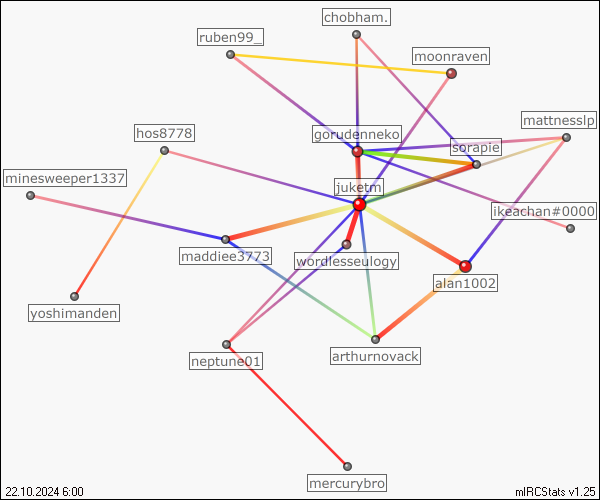 chobham.
ruben99_
moonraven
mattnesslp
hos8778
gorudenneko
sorapie
minesweeper1337
juketm
ikeachan#0000
maddiee3773
wordlesseulogy
alan1002
yoshimanden
neptune01
arthurnovack
mercurybro
22.10.2024 6:00
mIRCStats v1.25